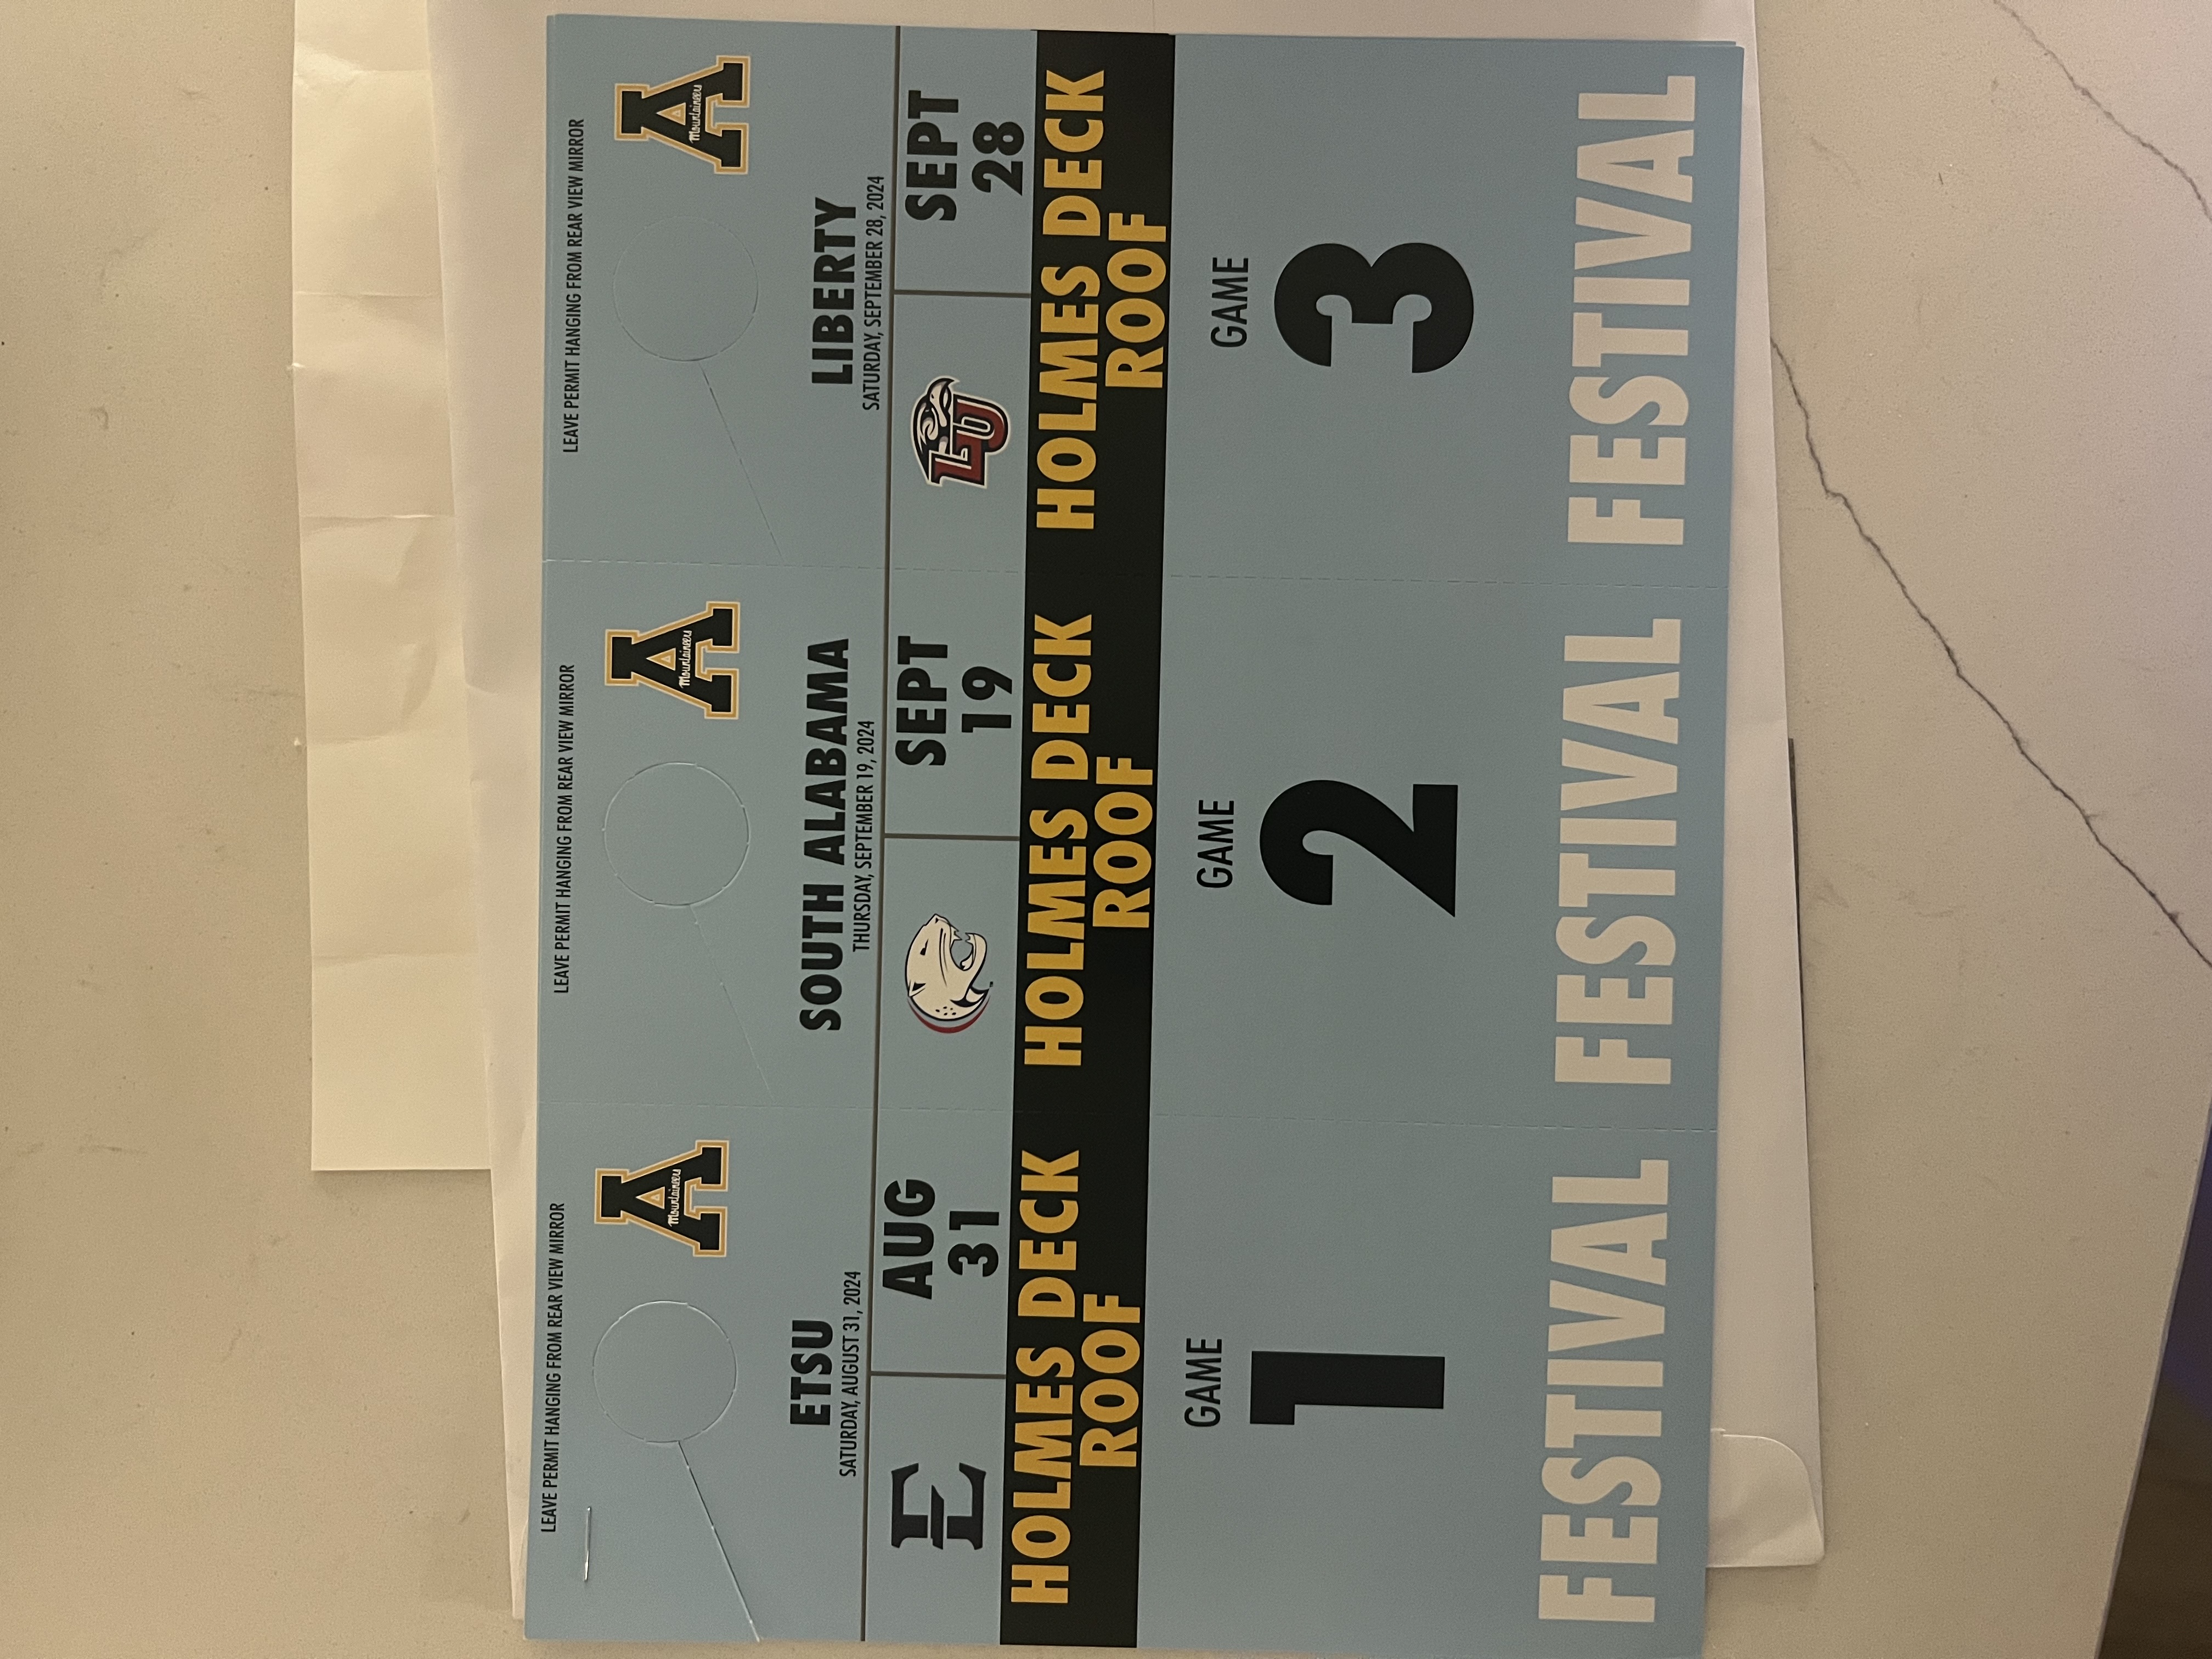 LEAVE PERMIT HANGING FROM REAR VIEW MIRROR
Mountaineers
ETSU
SATURDAY, AUGUST 31, 2024
E
AUG
31
HOLMES DECK
ROOF
GAME
1
FESTIVAL
LEAVE PERMIT HANGING FROM REAR VIEW MIRROR
Mountaineers
SOUTH ALABAMA
THURSDAY, SEPTEMBER 19, 2024
SEPT
19
HOLMES DECK
ROOF
GAME
2
FESTIVAL
LEAVE PERMIT HANGING FROM REAR VIEW MIRROR
Mountaineers
LIBERTY
SATURDAY, SEPTEMBER 28, 2024
LU
SEPT
28
HOLMES DECK
ROOF
GAME
3
FESTIVAL